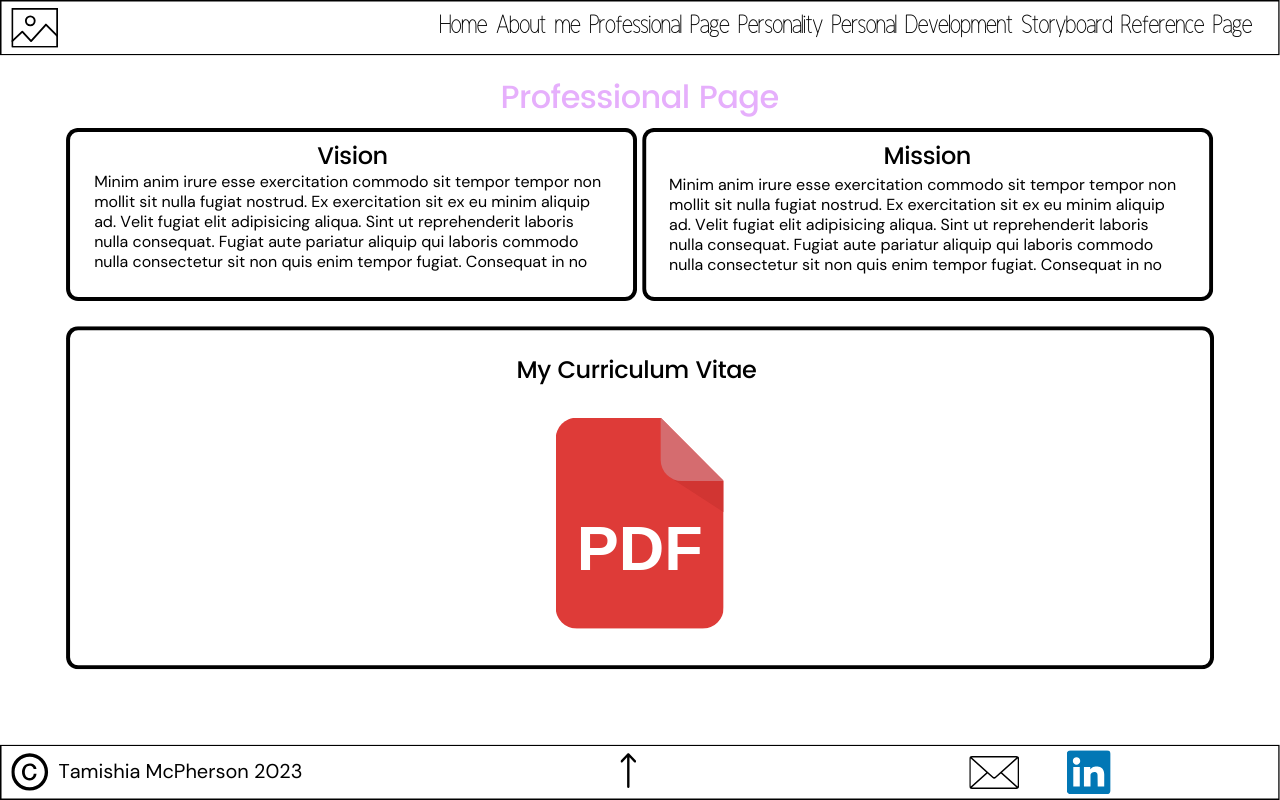 Home About me Professional Page Personality Personal Development Storyboard Reference Page
Professional Page
Vision
Minim anim irure esse exercitation commodo sit tempor tempor non
mollit sit nulla fugiat nostrud. Ex exercitation sit ex eu minim aliquip
ad. Velit fugiat elit adipisicing aliqua. Sint ut reprehenderit laboris
nulla consequat. Fugiat aute pariatur aliquip qui laboris commodo
nulla consectetur sit non quis enim tempor fugiat. Consequat in no
Mission
Minim anim irure esse exercitation commodo sit tempor tempor non
mollit sit nulla fugiat nostrud. Ex exercitation sit ex eu minim aliquip
ad. Velit fugiat elit adipisicing aliqua. Sint ut reprehenderit laboris
nulla consequat. Fugiat aute pariatur aliquip qui laboris commodo
nulla consectetur sit non quis enim tempor fugiat. Consequat in no
My Curriculum Vitae
PDF
© Tamishia McPherson 2023
in